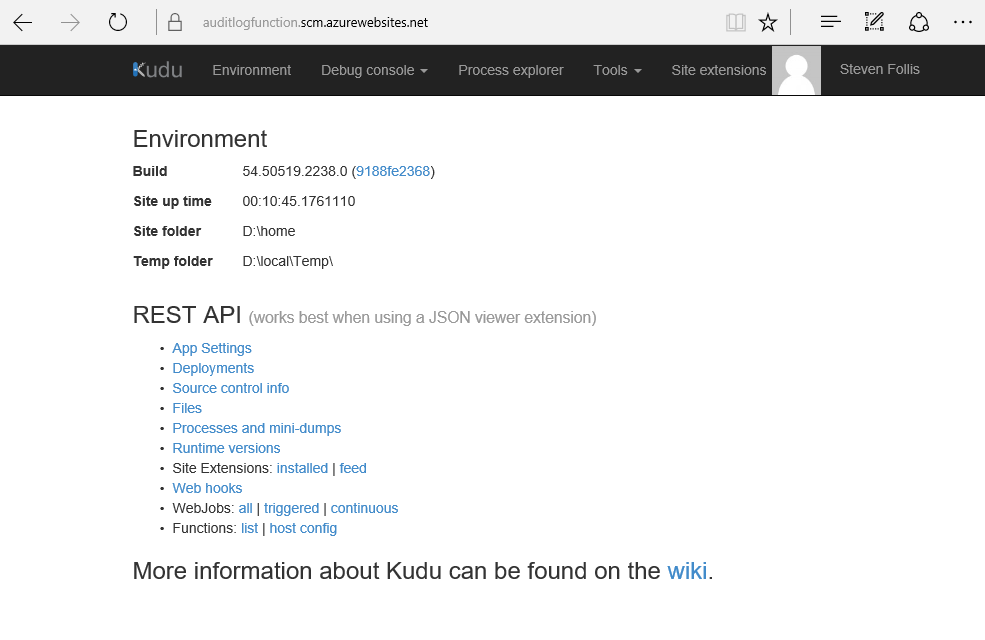 auditlogfunction.scm.azurewebsites.net
Kudu Environment Debug console Process explorer Tools Site extensions Steven Follis
Environment
Build 54.50519.2238.0 (9188fe2368)
Site up time 00:10:45.1761110
Site folder D:\home
Temp folder D:\local\Temp\
REST API (works best when using a JSON viewer extension)
• App Settings
• Deployments
• Source control info
• Files
• Processes and mini-dumps
• Runtime versions
• Site Extensions: installed | feed
• Web hooks
• WebJobs: all | triggered | continuous
• Functions: list | host config
More information about Kudu can be found on the wiki.